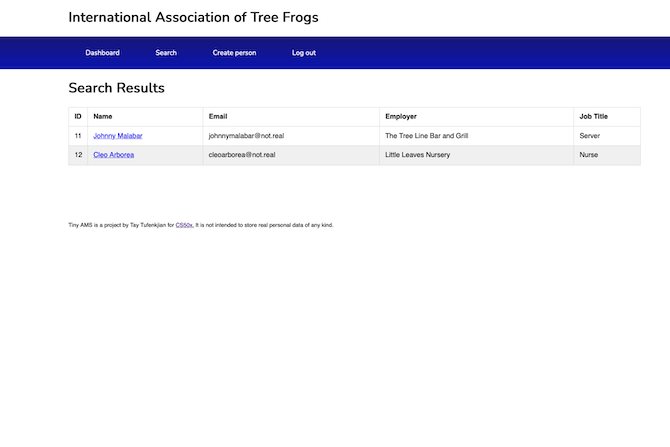 International Association of Tree Frogs
Dashboard Search Create person Log out
Search Results
ID Name Email Employer Job Title
11 Johnny Malabar johnnymalabar@not.real The Tree Line Bar and Grill Server
12 Cleo Arborea cleoarborea@not.real Little Leaves Nursery Nurse
Tiny AMS is a project by Tay Tufenkjian for CS50x. It is not intended to store real personal data of any kind.